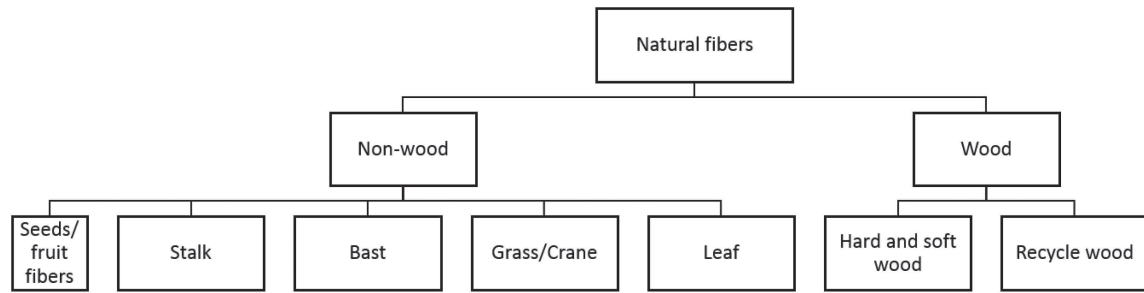 Natural fibers
Non-wood
Wood
Seeds/
fruit
fibers
Stalk
Bast
Grass/Crane
Leaf
Hard and soft
wood
Recycle wood